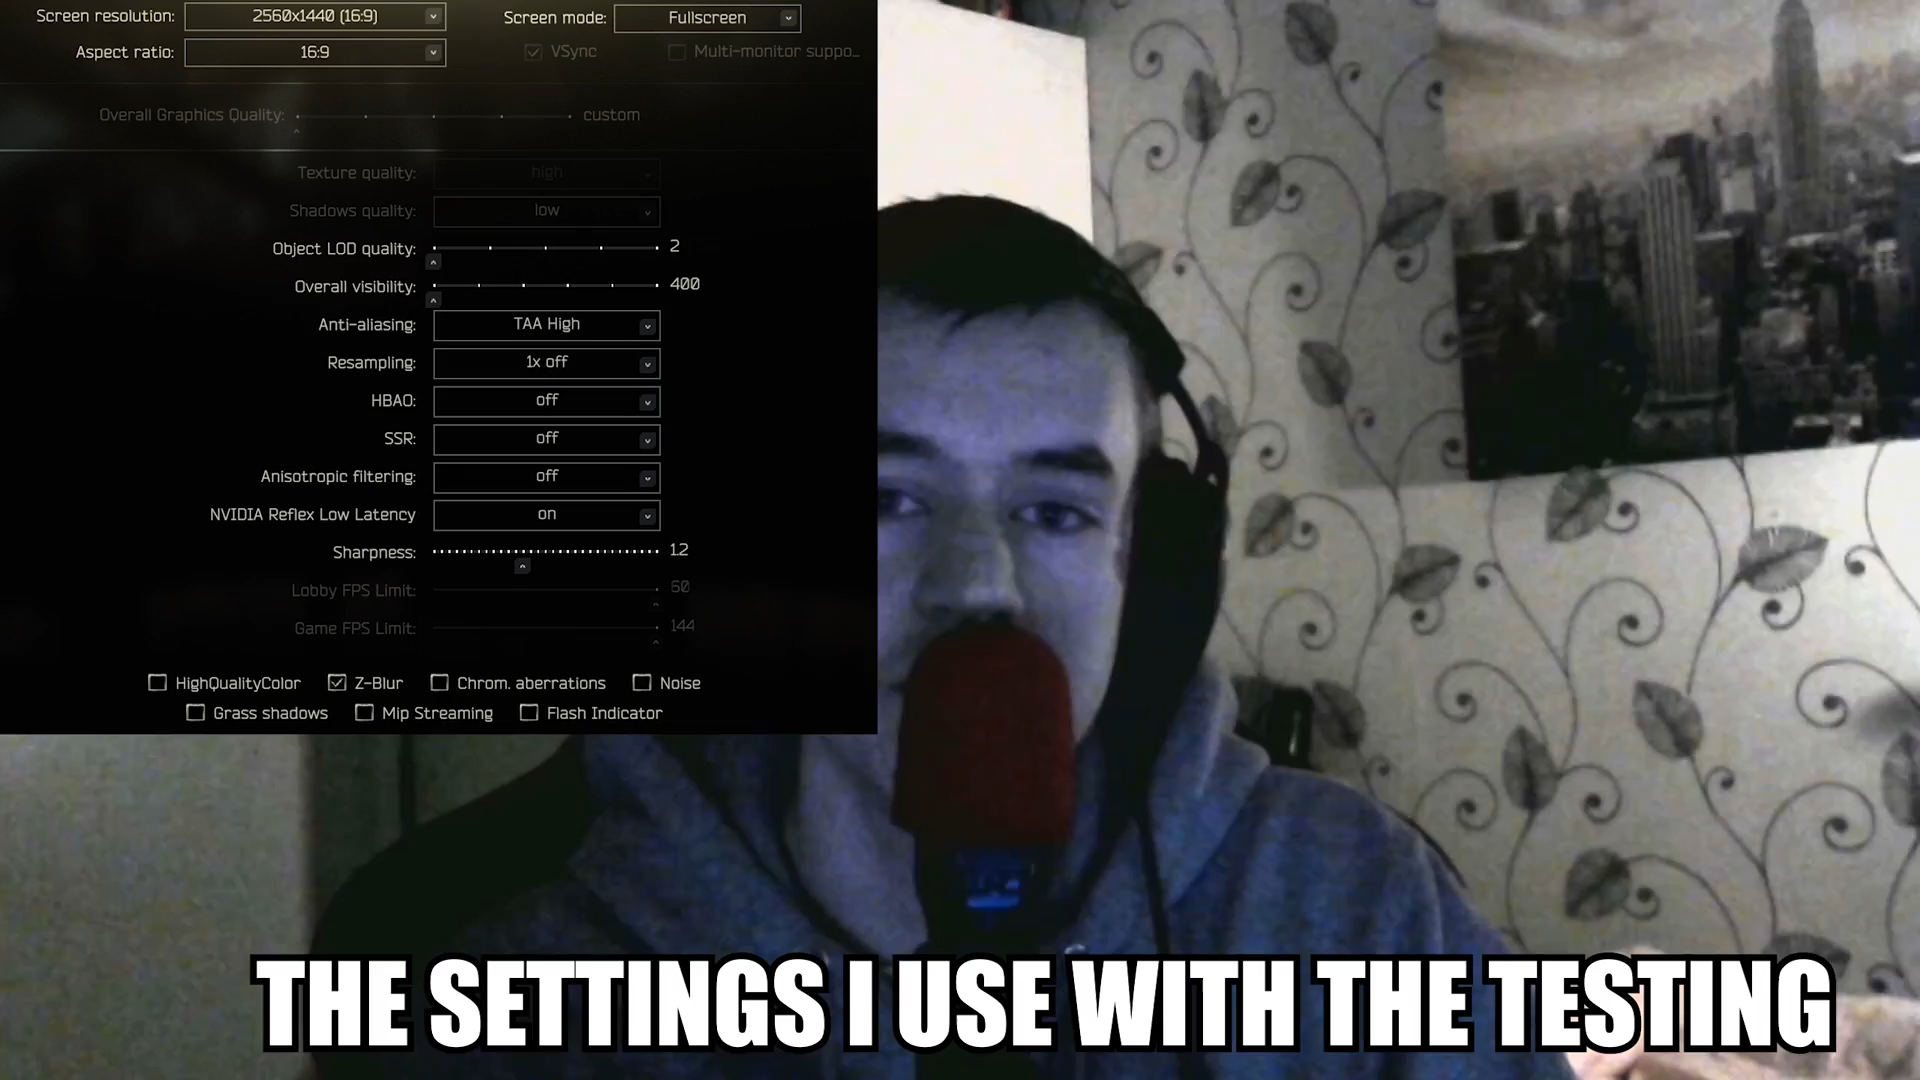 Screen resolution: 2560x1440 (16:9) Screen mode: Fullscreen
Aspect ratio: 16:9 VSync Multi-monitor suppo...
Overall Graphics Quality: custom
Texture quality: high
Shadows quality: low
Object LOD quality: 2
Overall visibility: 400
Anti-aliasing: TAA High
Resampling: 1x off
HBAO: off
SSR: off
Anisotropic filtering: off
NVIDIA Reflex Low Latency on
Sharpness: 1.2
Lobby FPS Limit: 60
Game FPS Limit: 144
HighQualityColor Z-Blur Chrom. aberrations Noise
Grass shadows Mip Streaming Flash Indicator
THE SETTINGS I USE WITH THE TESTING